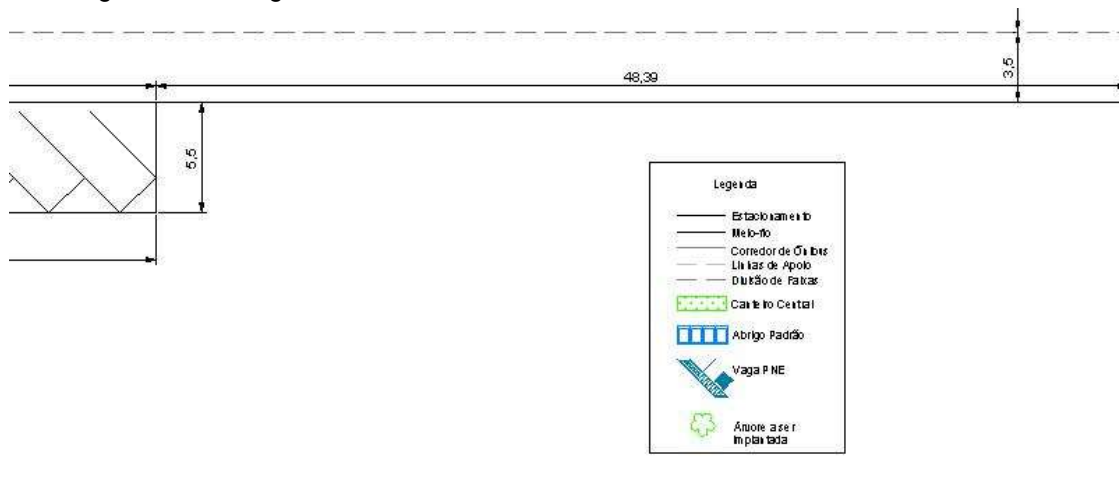 48,39
3,5
5,5
Legenda
Estacionamento
Meio-fio
Corredor de Ônibus
Linhas de Apoio
Divisão de Faixas
Canteiro Central
Abrigo Padrão
Vaga PNE
Árvore a ser
implantada